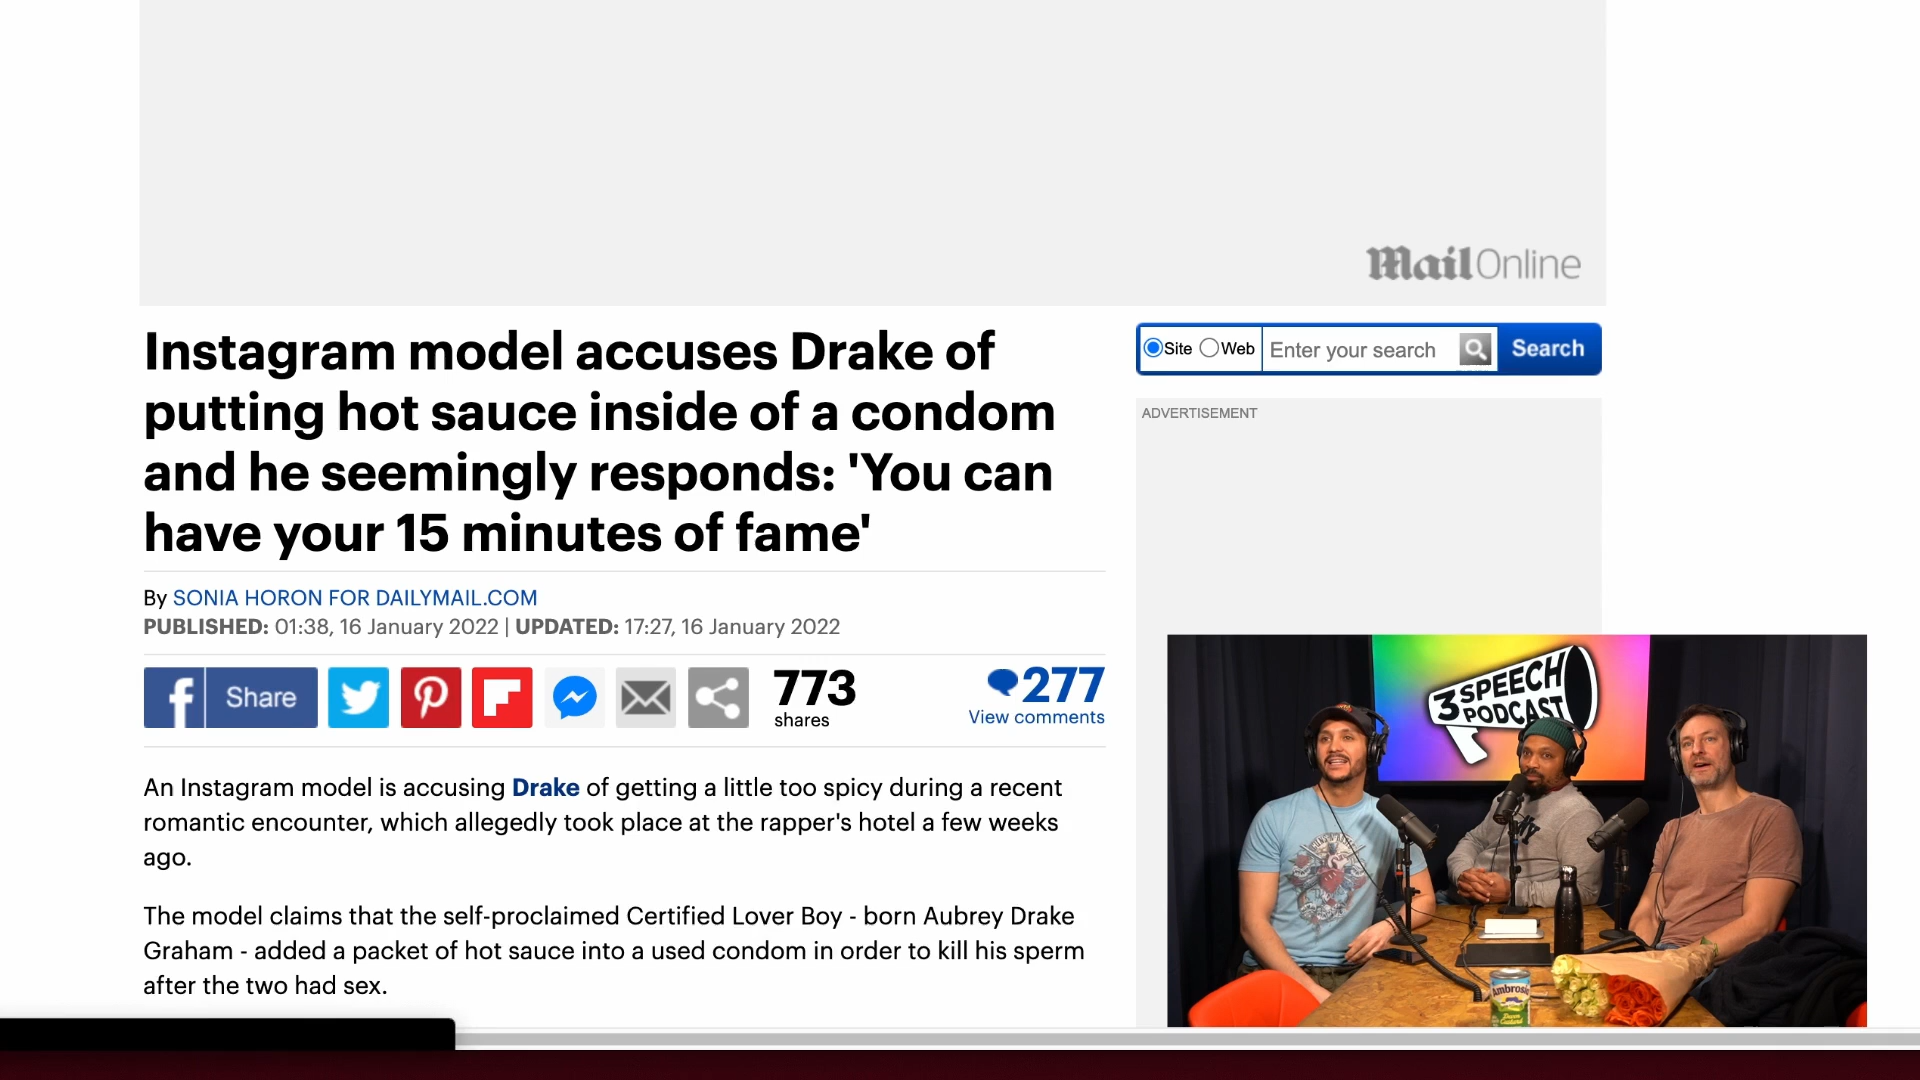 MailOnline
Instagram model accuses Drake of
putting hot sauce inside of a condom
and he seemingly responds: 'You can
have your 15 minutes of fame'
By SONIA HORON FOR DAILYMAIL.COM
PUBLISHED: 01:38, 16 January 2022 | UPDATED: 17:27, 16 January 2022
Share
773
shares
277
View comments
An Instagram model is accusing Drake of getting a little too spicy during a recent
romantic encounter, which allegedly took place at the rapper's hotel a few weeks
ago.
The model claims that the self-proclaimed Certified Lover Boy - born Aubrey Drake
Graham - added a packet of hot sauce into a used condom in order to kill his sperm
after the two had sex.
Site Web Enter your search Search
ADVERTISEMENT
3 SPEECH
PODCAST
Ambrosia